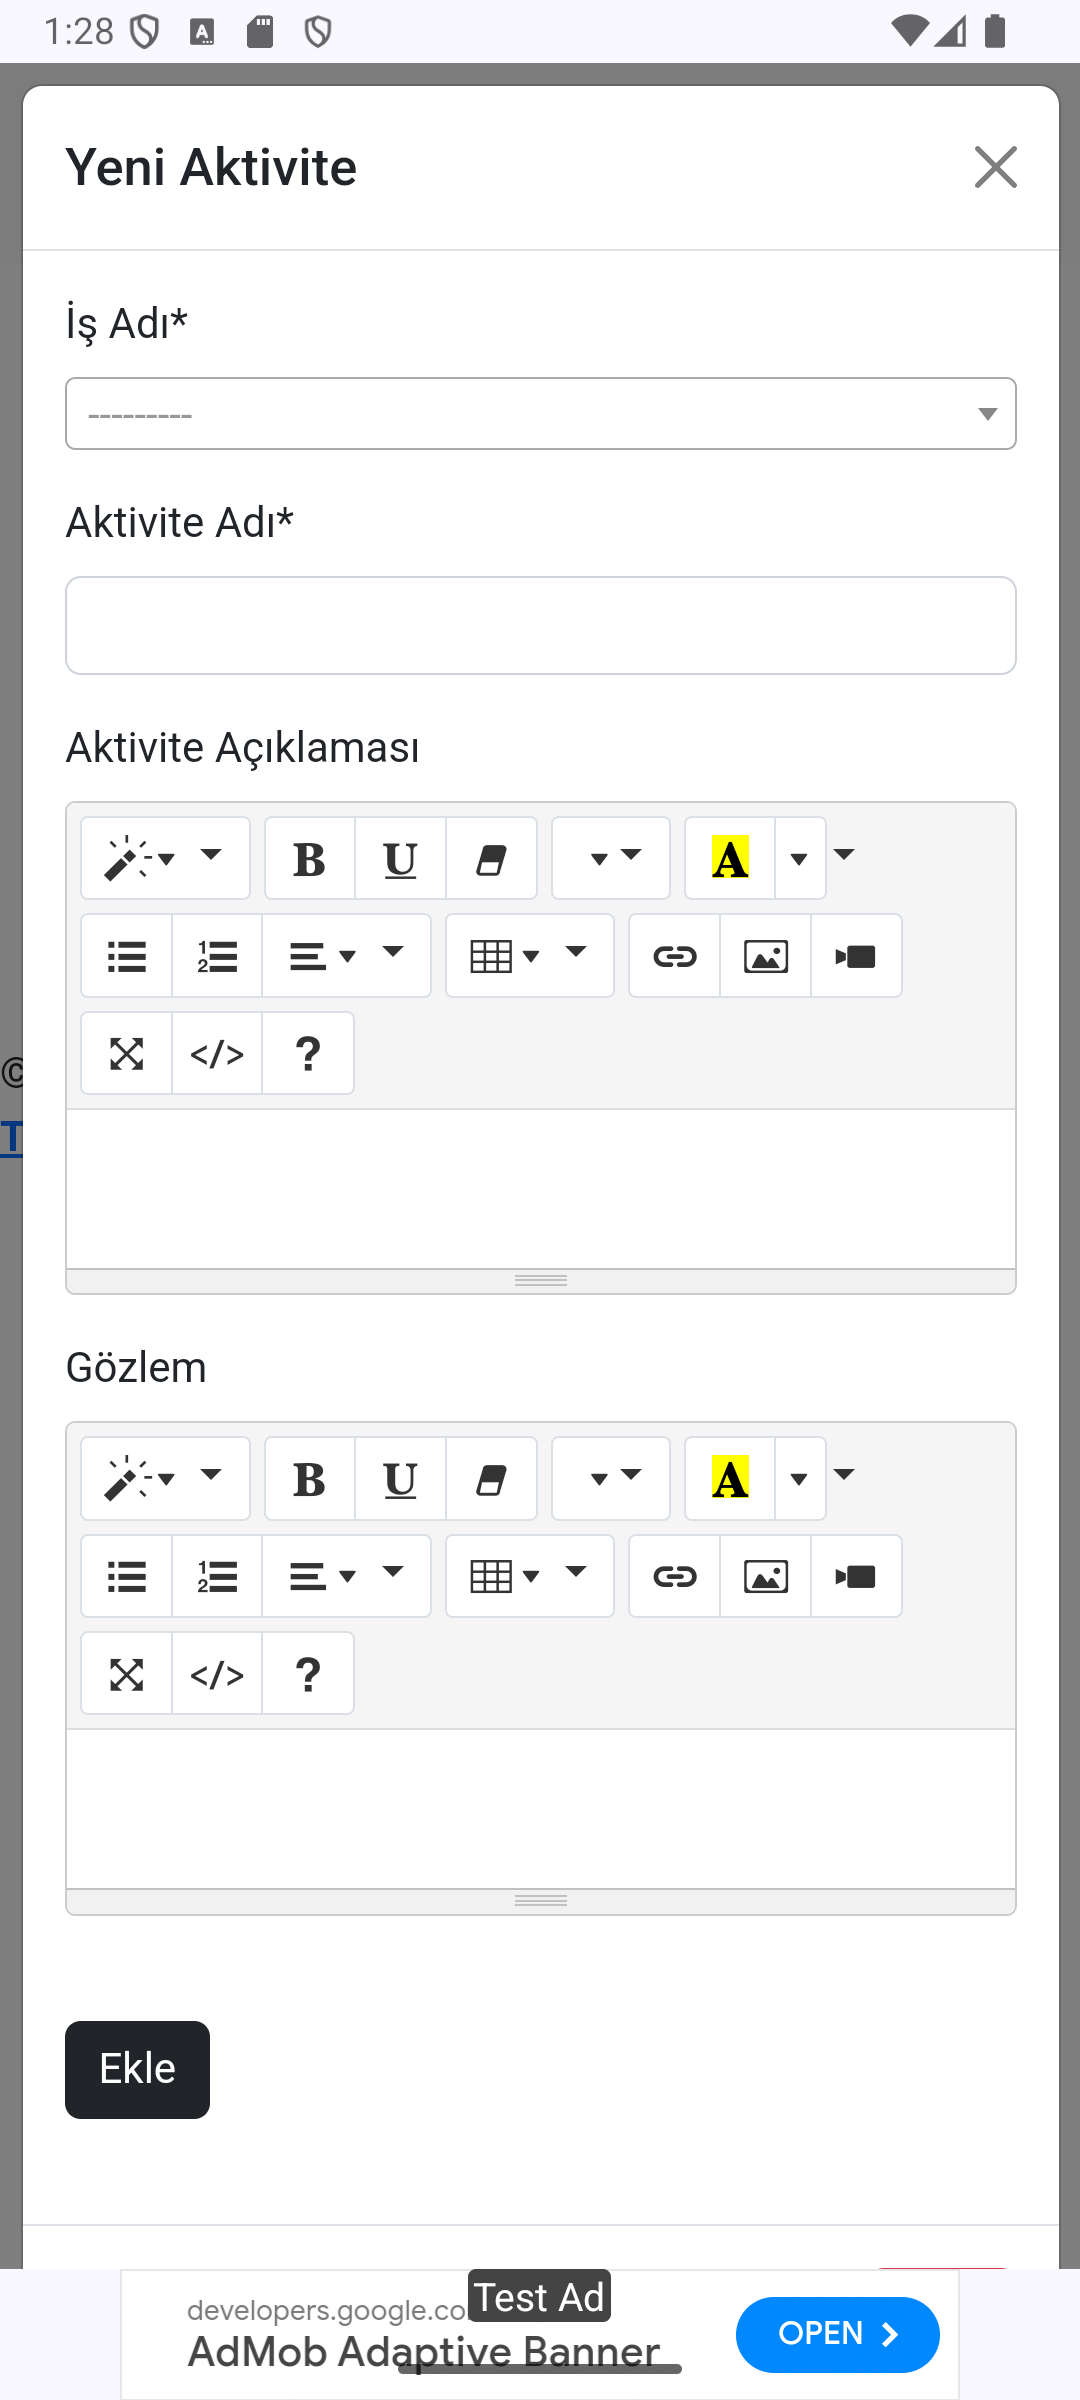 1:28
Yeni Aktivite
İş Adı*
---------
Aktivite Adı*
Aktivite Açıklaması
B U A
</>
?
Gözlem
B U A
</>
?
Ekle
Test Ad
developers.google.co
AdMob Adaptive Banner
OPEN